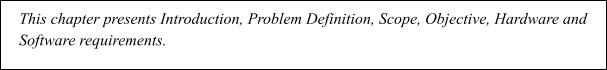 This chapter presents Introduction, Problem Definition, Scope, Objective, Hardware and
Software requirements.